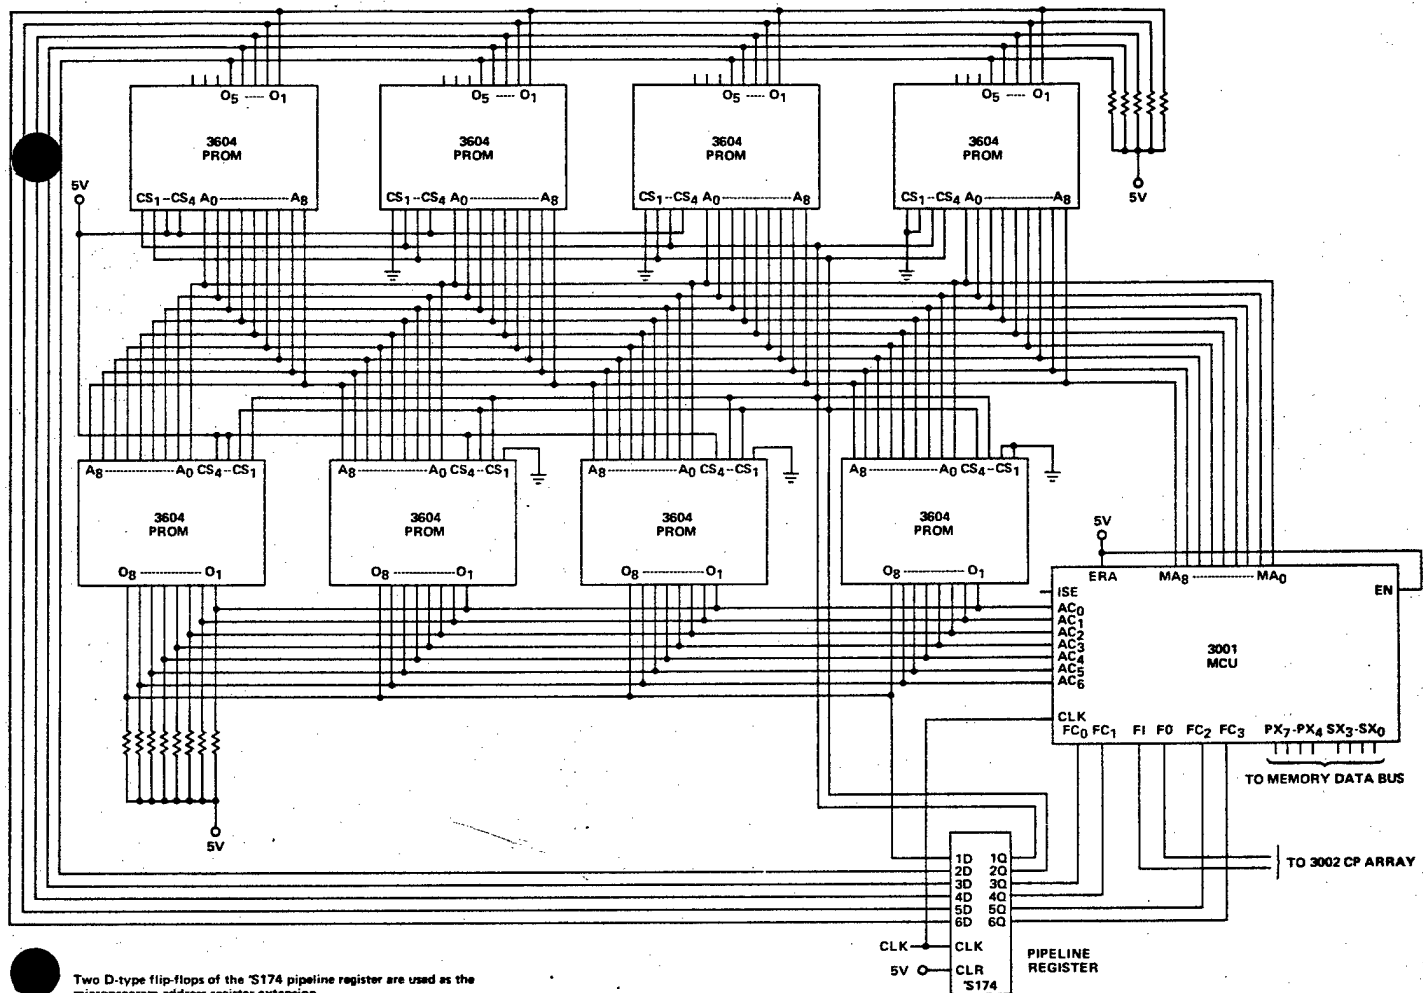 O5 ----- O1
O5 ----- O1
O5 ----- O1
O5 ----- O1
3604
PROM
3604
PROM
3604
PROM
3604
PROM
5V
CS1-CS4 A0 ----- A8
CS1-CS4 A0 ----- A8
CS1-CS4 A0 ----- A8
CS1-CS4 A0 ----- A8
5V
A8 ----- A0 CS4-CS1
A8 ----- A0 CS4-CS1
A8 ----- A0 CS4-CS1
A8 ----- A0 CS4-CS1
3604
PROM
3604
PROM
3604
PROM
3604
PROM
O8 ----- O1
O8 ----- O1
O8 ----- O1
O8 ----- O1
5V
ERA
MA8 ----- MA0
EN
ISE
AC0
AC1
AC2
AC3
AC4
AC5
AC6
3001
MCU
CLK
FC0 FC1 FI F0 FC2 FC3 PX7-PX4 SX3-SX0
TO MEMORY DATA BUS
5V
1D 1Q
2D 2Q
3D 3Q
4D 4Q
5D 5Q
6D 6Q
TO 3002 CP ARRAY
CLK CLK
5V CLR
'S174
PIPELINE
REGISTER
Two D-type flip-flops of the 'S174 pipeline register are used as the
microprogram address register extension